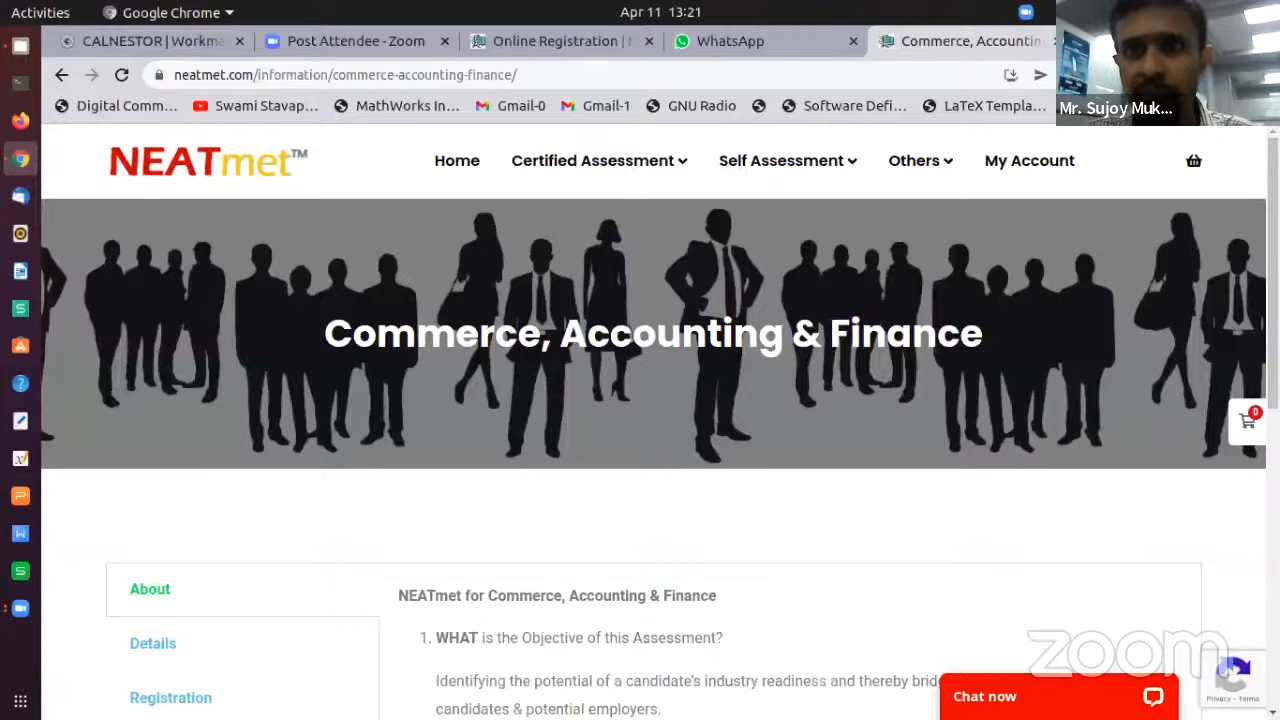 Activities
Google Chrome
Apr 11 13:21
CALNESTOR | Workma
Post Attendee - Zoom
Online Registration |
WhatsApp
Commerce, Accountin
neatmet.com/information/commerce-accounting-finance/
Digital Comm...
Swami Stavap...
MathWorks In...
Gmail-0
Gmail-1
GNU Radio
Software Defi...
LaTeX Templa...
Mr. Sujoy Muk...
NEATmet™
Home
Certified Assessment
Self Assessment
Others
My Account
Commerce, Accounting & Finance
0
About
Details
Registration
NEATmet for Commerce, Accounting & Finance
1. WHAT is the Objective of this Assessment?
Identifying the potential of a candidate's industry readiness and thereby brid
candidates & potential employers.
zoom
Chat now
Privacy - Terms